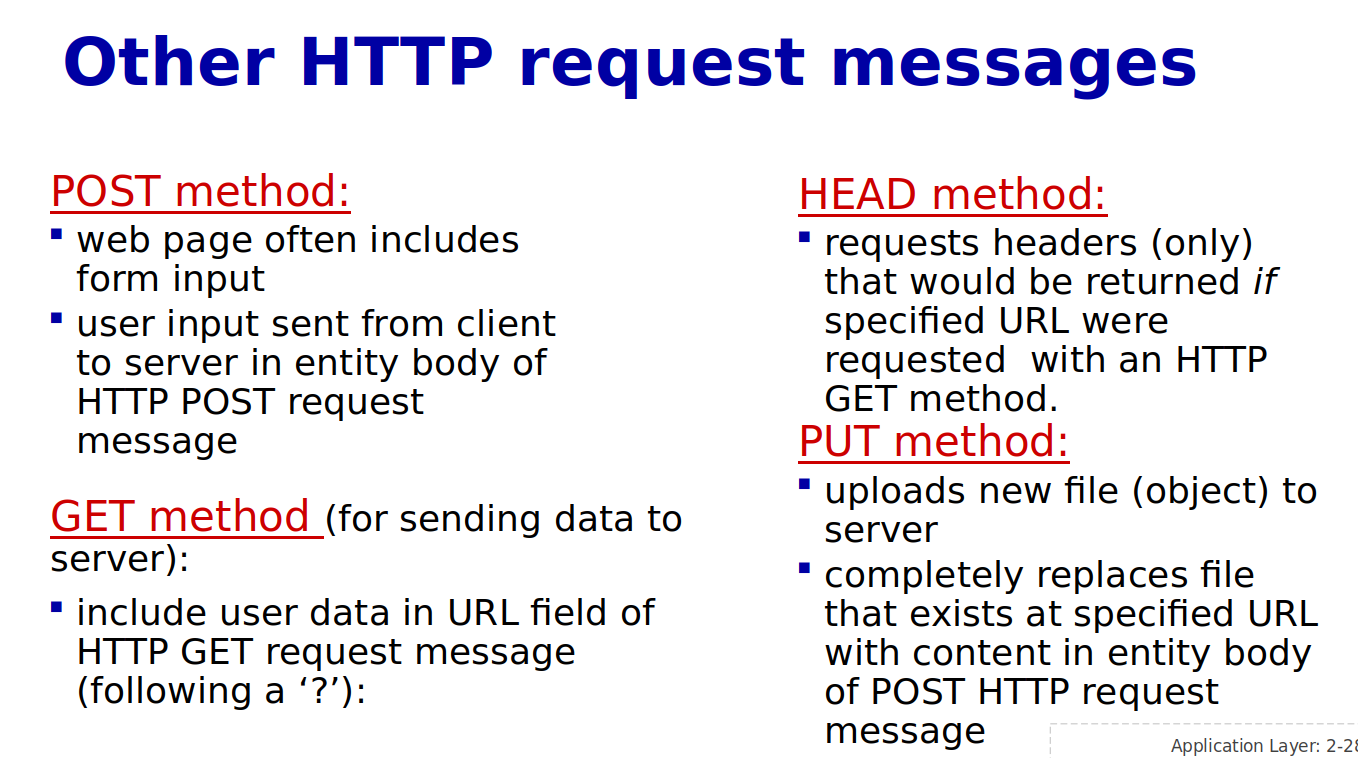 Other HTTP request messages
POST method:
▪ web page often includes
form input
▪ user input sent from client
to server in entity body of
HTTP POST request
message
GET method (for sending data to
server):
▪ include user data in URL field of
HTTP GET request message
(following a ‘?’):
HEAD method:
▪ requests headers (only)
that would be returned if
specified URL were
requested  with an HTTP
GET method.
PUT method:
▪ uploads new file (object) to
server
▪ completely replaces file
that exists at specified URL
with content in entity body
of POST HTTP request
message
Application Layer: 2-28